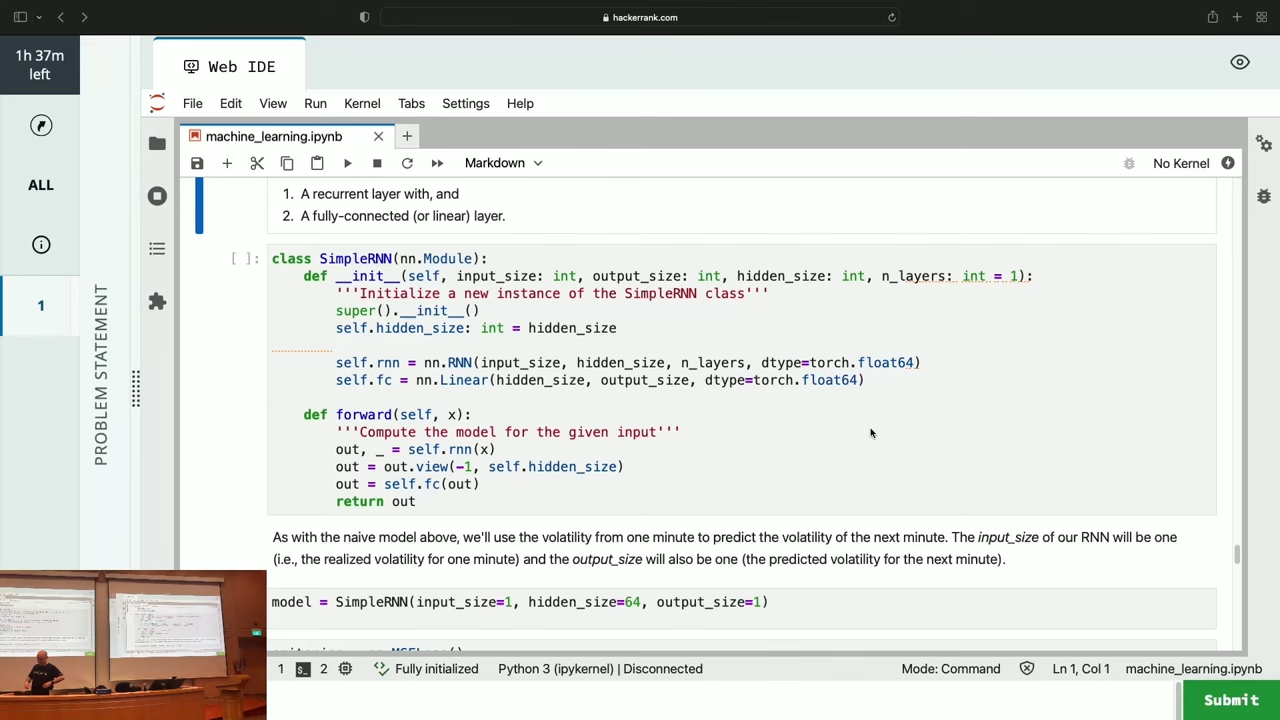 hackerrank.com
1h 37m
left
Web IDE
File Edit View Run Kernel Tabs Settings Help
machine_learning.ipynb
Markdown
No Kernel
ALL
1
PROBLEM STATEMENT
1. A recurrent layer with, and
2. A fully-connected (or linear) layer.
[ ]:
class SimpleRNN(nn.Module):
def __init__(self, input_size: int, output_size: int, hidden_size: int, n_layers: int = 1):
'''Initialize a new instance of the SimpleRNN class'''
super().__init__()
self.hidden_size: int = hidden_size
self.rnn = nn.RNN(input_size, hidden_size, n_layers, dtype=torch.float64)
self.fc = nn.Linear(hidden_size, output_size, dtype=torch.float64)
def forward(self, x):
'''Compute the model for the given input'''
out, _ = self.rnn(x)
out = out.view(-1, self.hidden_size)
out = self.fc(out)
return out
As with the naive model above, we'll use the volatility from one minute to predict the volatility of the next minute. The input_size of our RNN will be one
(i.e., the realized volatility for one minute) and the output_size will also be one (the predicted volatility for the next minute).
model = SimpleRNN(input_size=1, hidden_size=64, output_size=1)
1 2 Fully initialized Python 3 (ipykernel) | Disconnected Mode: Command Ln 1, Col 1 machine_learning.ipynb
Submit